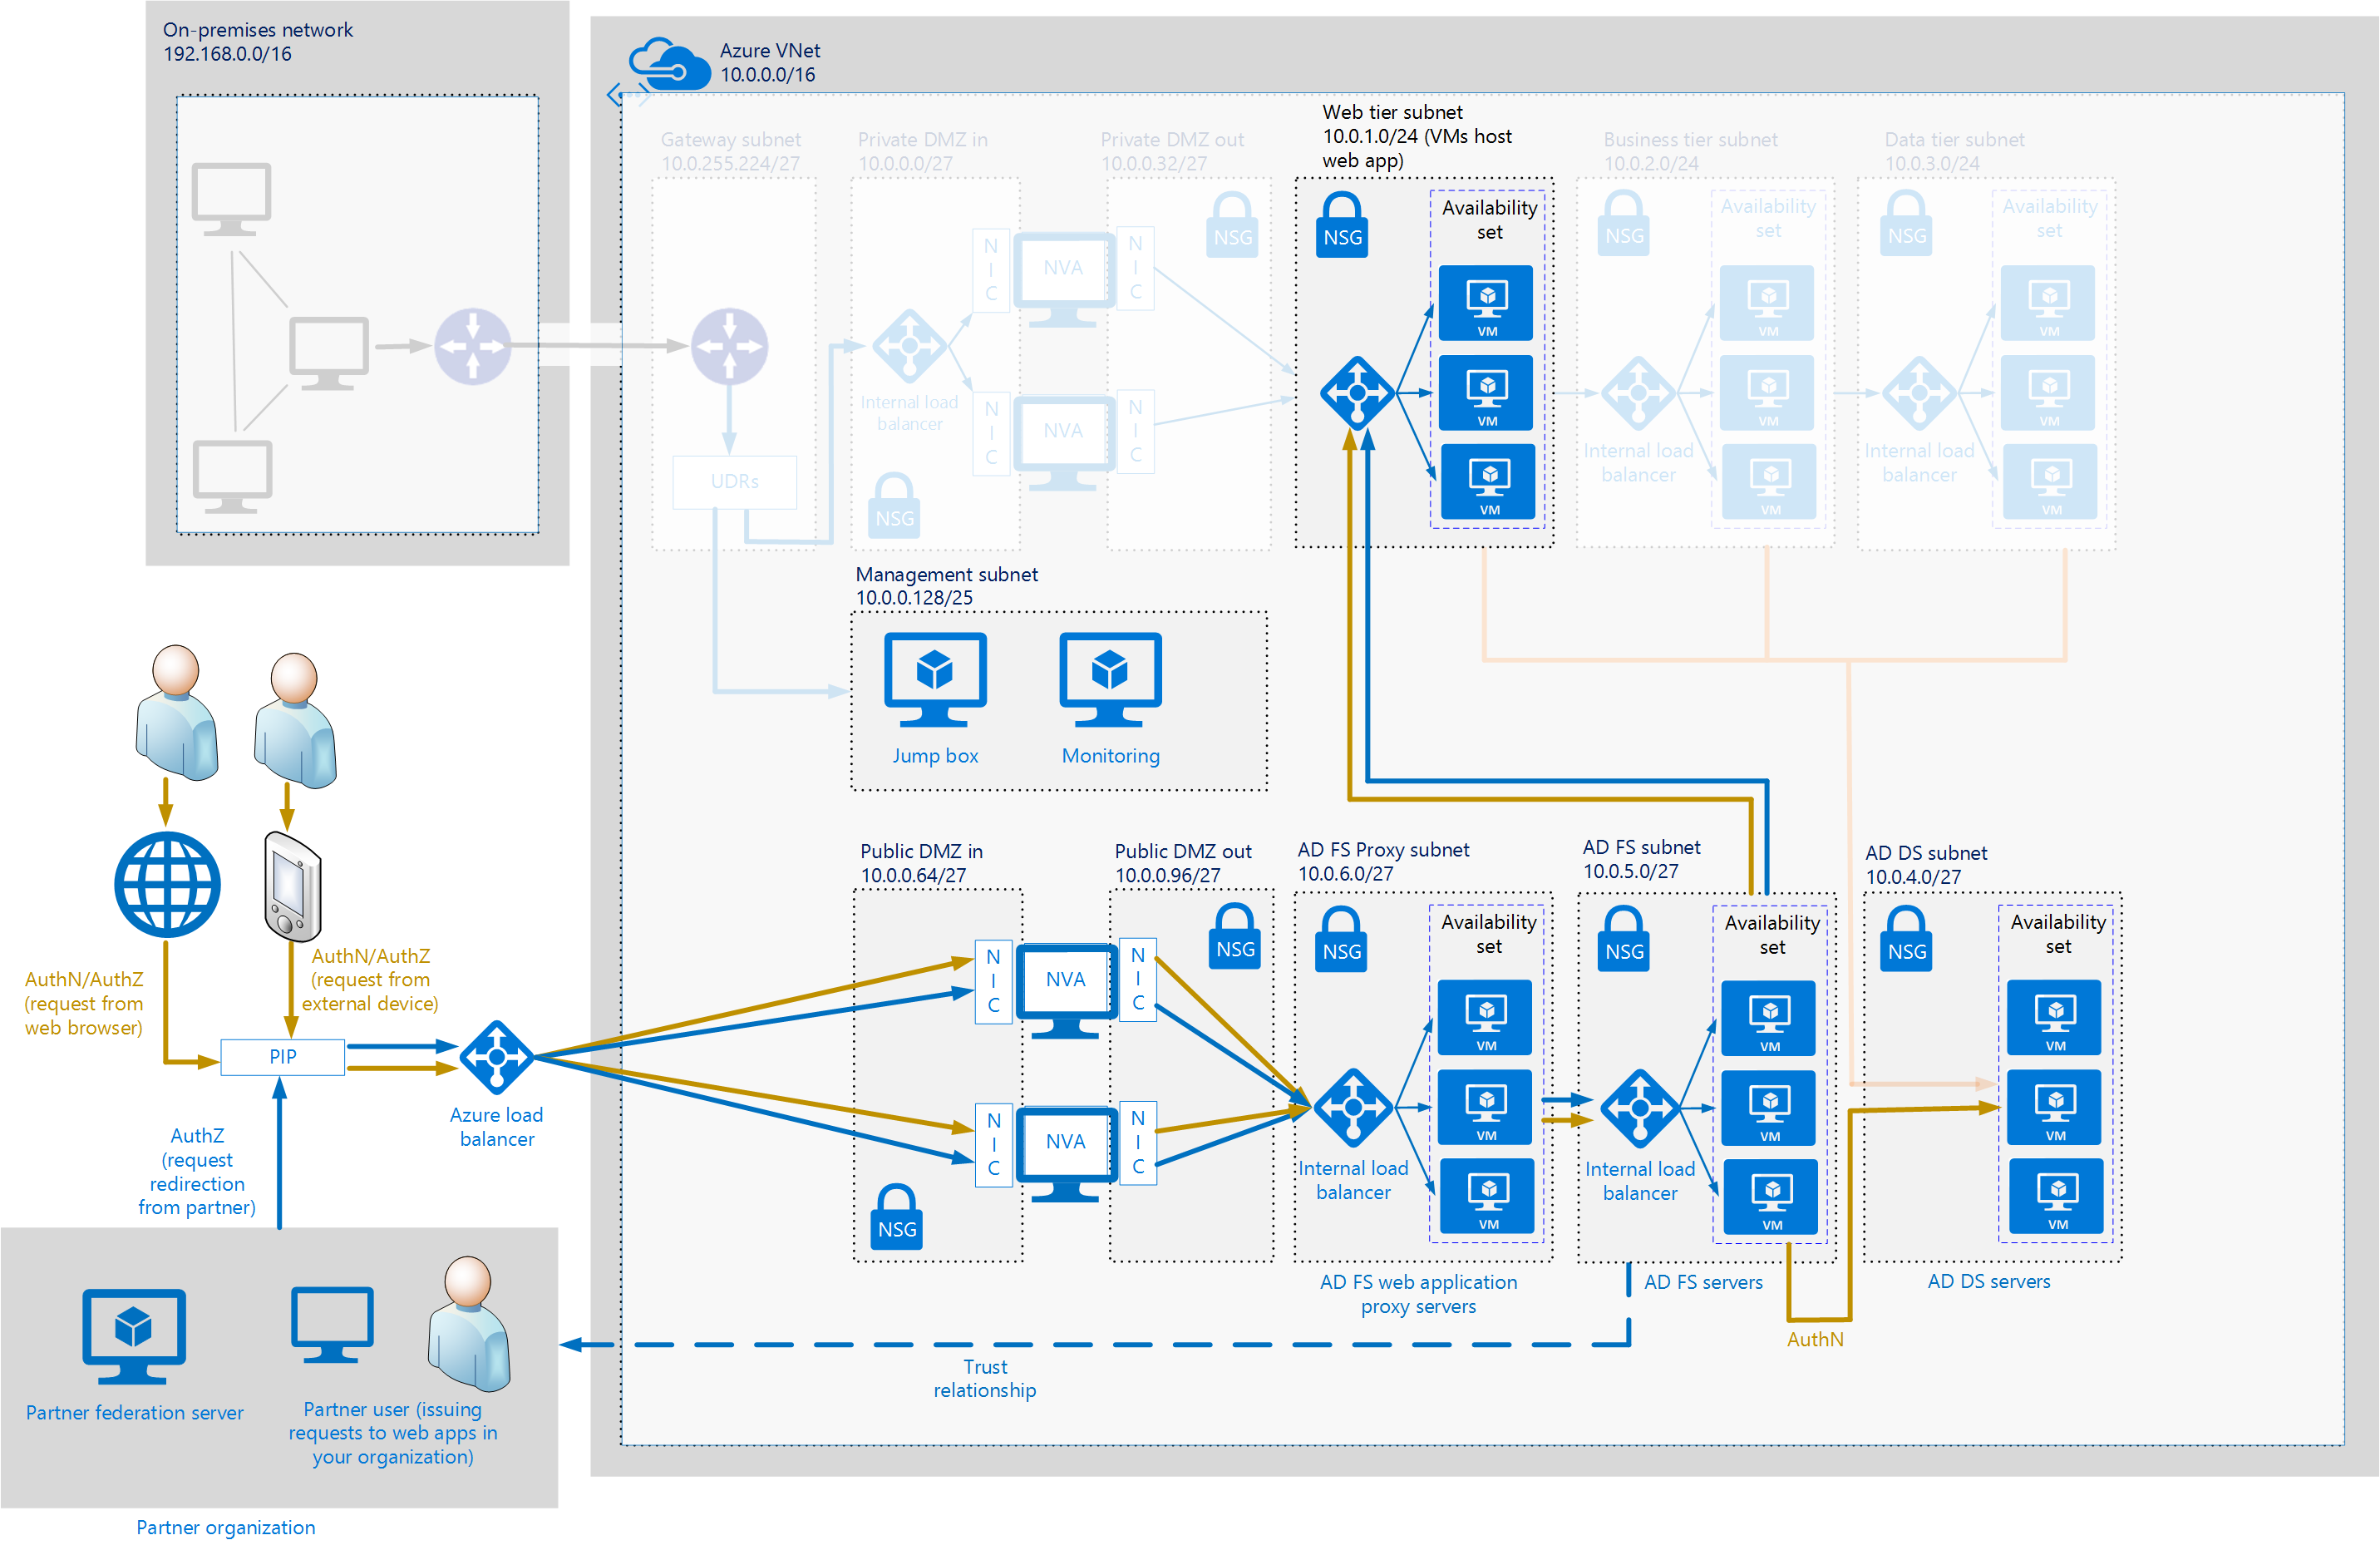 On-premises network
192.168.0.0/16
Azure VNet
10.0.0.0/16
Gateway subnet
10.0.255.224/27
Private DMZ in
10.0.0.0/27
Private DMZ out
10.0.0.32/27
Web tier subnet
10.0.1.0/24 (VMs host
web app)
Business tier subnet
10.0.2.0/24
Data tier subnet
10.0.3.0/24
NSG
NSG
Availability
set
NSG
Availability
set
NSG
Availability
set
N
I
C
NVA
N
I
C
VM
VM
VM
Internal load
balancer
N
I
C
NVA
N
I
C
VM
VM
VM
Internal load
balancer
Internal load
balancer
UDRs
NSG
VM
VM
VM
Management subnet
10.0.0.128/25
Jump box
Monitoring
Public DMZ in
10.0.0.64/27
Public DMZ out
10.0.0.96/27
AD FS Proxy subnet
10.0.6.0/27
AD FS subnet
10.0.5.0/27
AD DS subnet
10.0.4.0/27
NSG
NSG
Availability
set
NSG
Availability
set
NSG
Availability
set
AuthN/AuthZ
(request from
web browser)
AuthN/AuthZ
(request from
external device)
N
I
C
NVA
N
I
C
VM
VM
VM
PIP
Azure load
balancer
N
I
C
NVA
N
I
C
VM
VM
VM
Internal load
balancer
Internal load
balancer
AuthZ
(request
redirection
from partner)
NSG
VM
VM
VM
AD FS web application
proxy servers
AD FS servers
AD DS servers
AuthN
Trust
relationship
Partner federation server
Partner user (issuing
requests to web apps in
your organization)
Partner organization